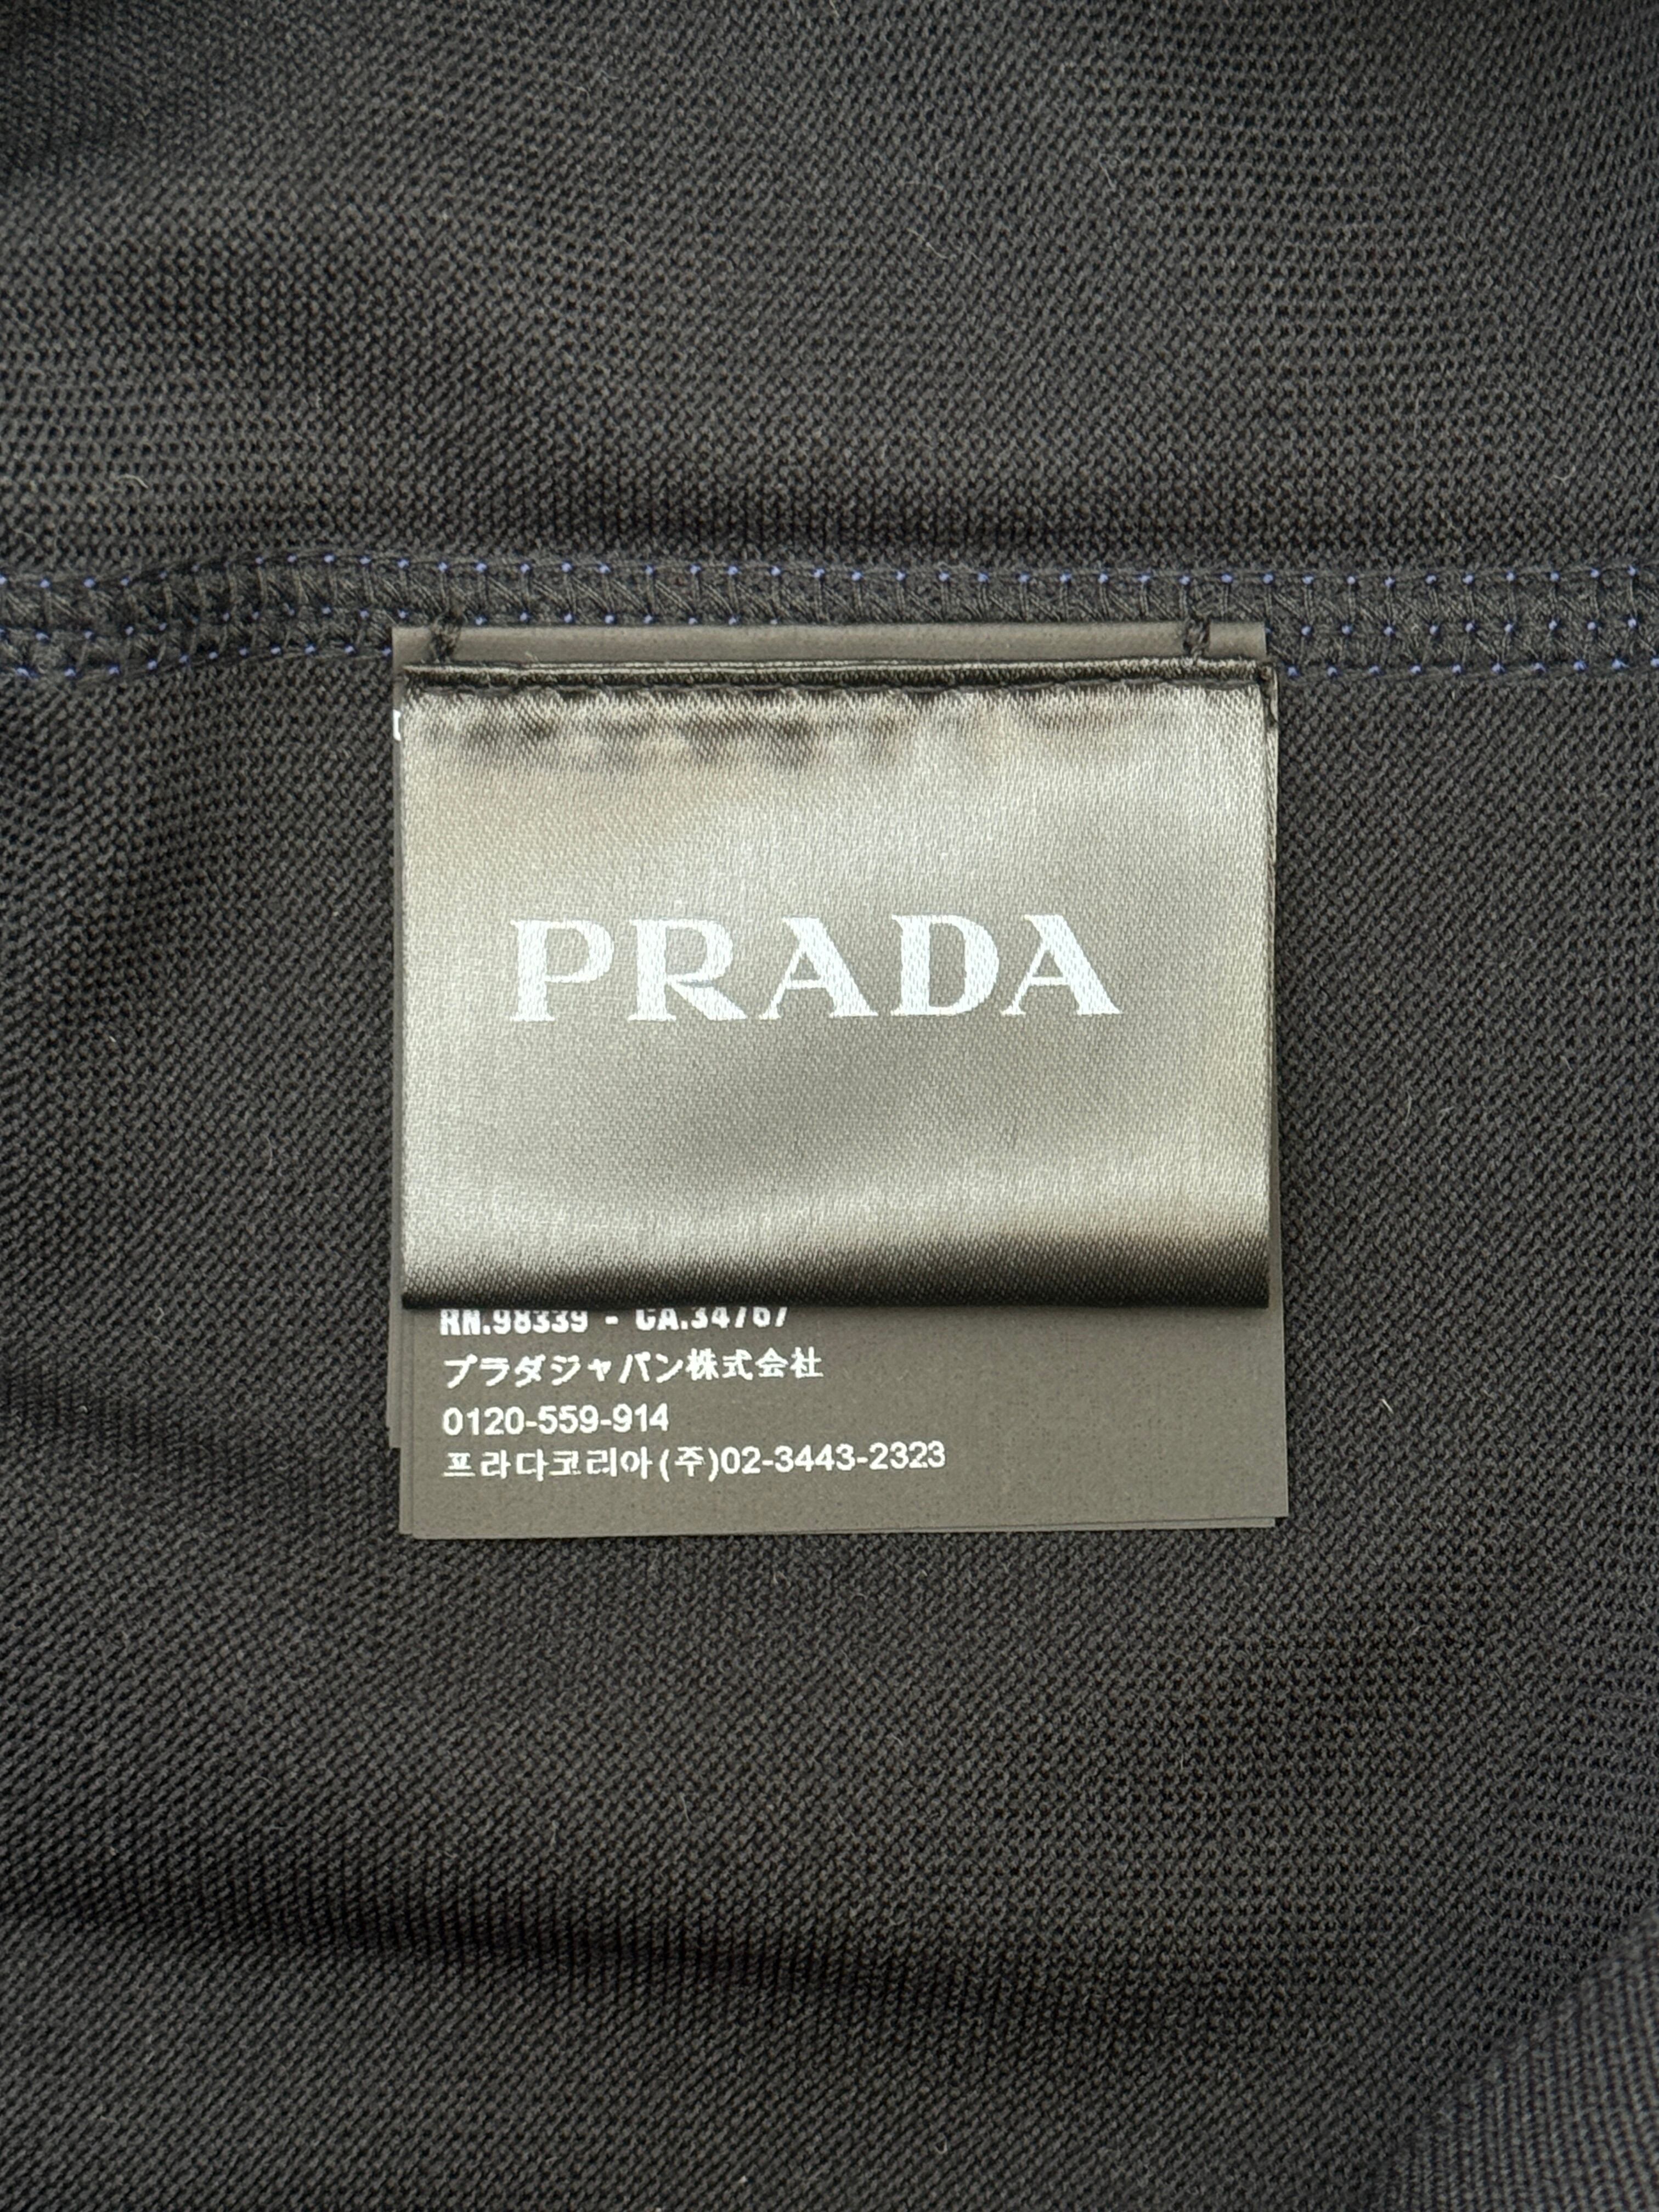 PRADA
RN.98339 - CA.34767
プラダジャパン株式会社
0120-559-914
프라다코리아(주)02-3443-2323